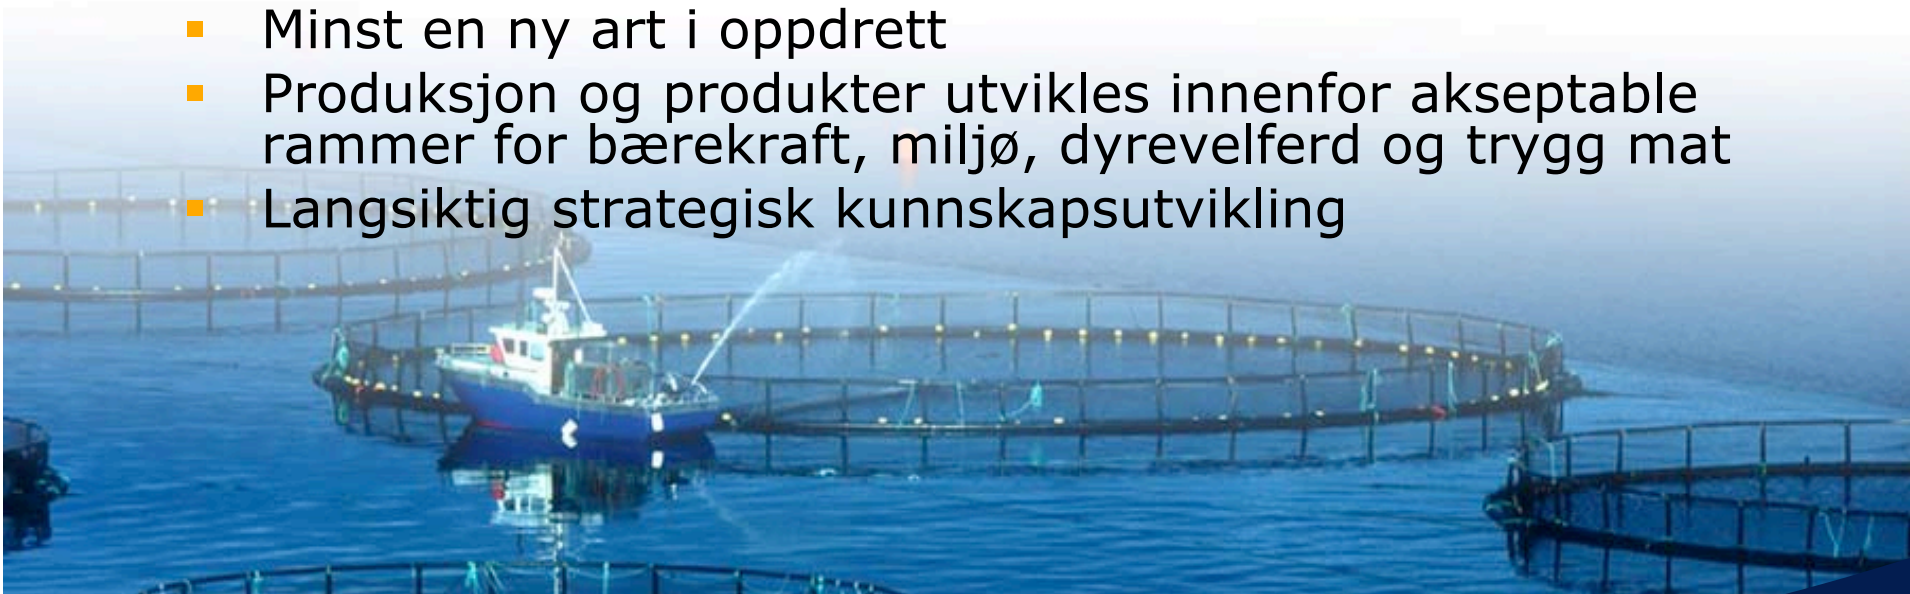 ▪ Minst en ny art i oppdrett
▪ Produksjon og produkter utvikles innenfor akseptable
rammer for bærekraft, miljø, dyrevelferd og trygg mat
▪ Langsiktig strategisk kunnskapsutvikling